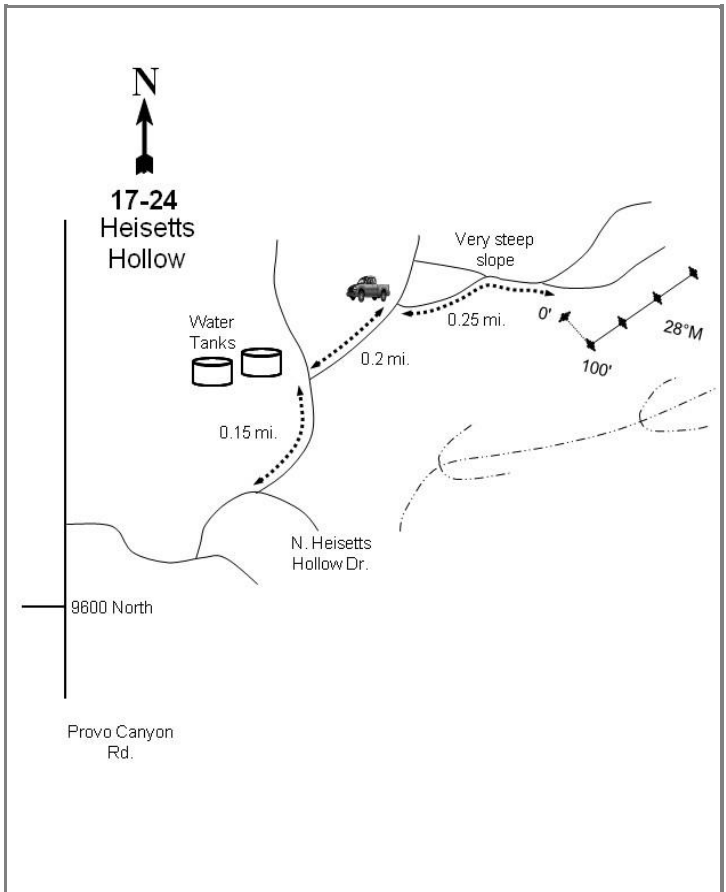 N
17-24
Heisetts
Hollow
Very steep
slope
0.25 mi.
0'
28°M
100'
Water
Tanks
0.2 mi.
0.15 mi.
N. Heisetts
Hollow Dr.
9600 North
Provo Canyon
Rd.